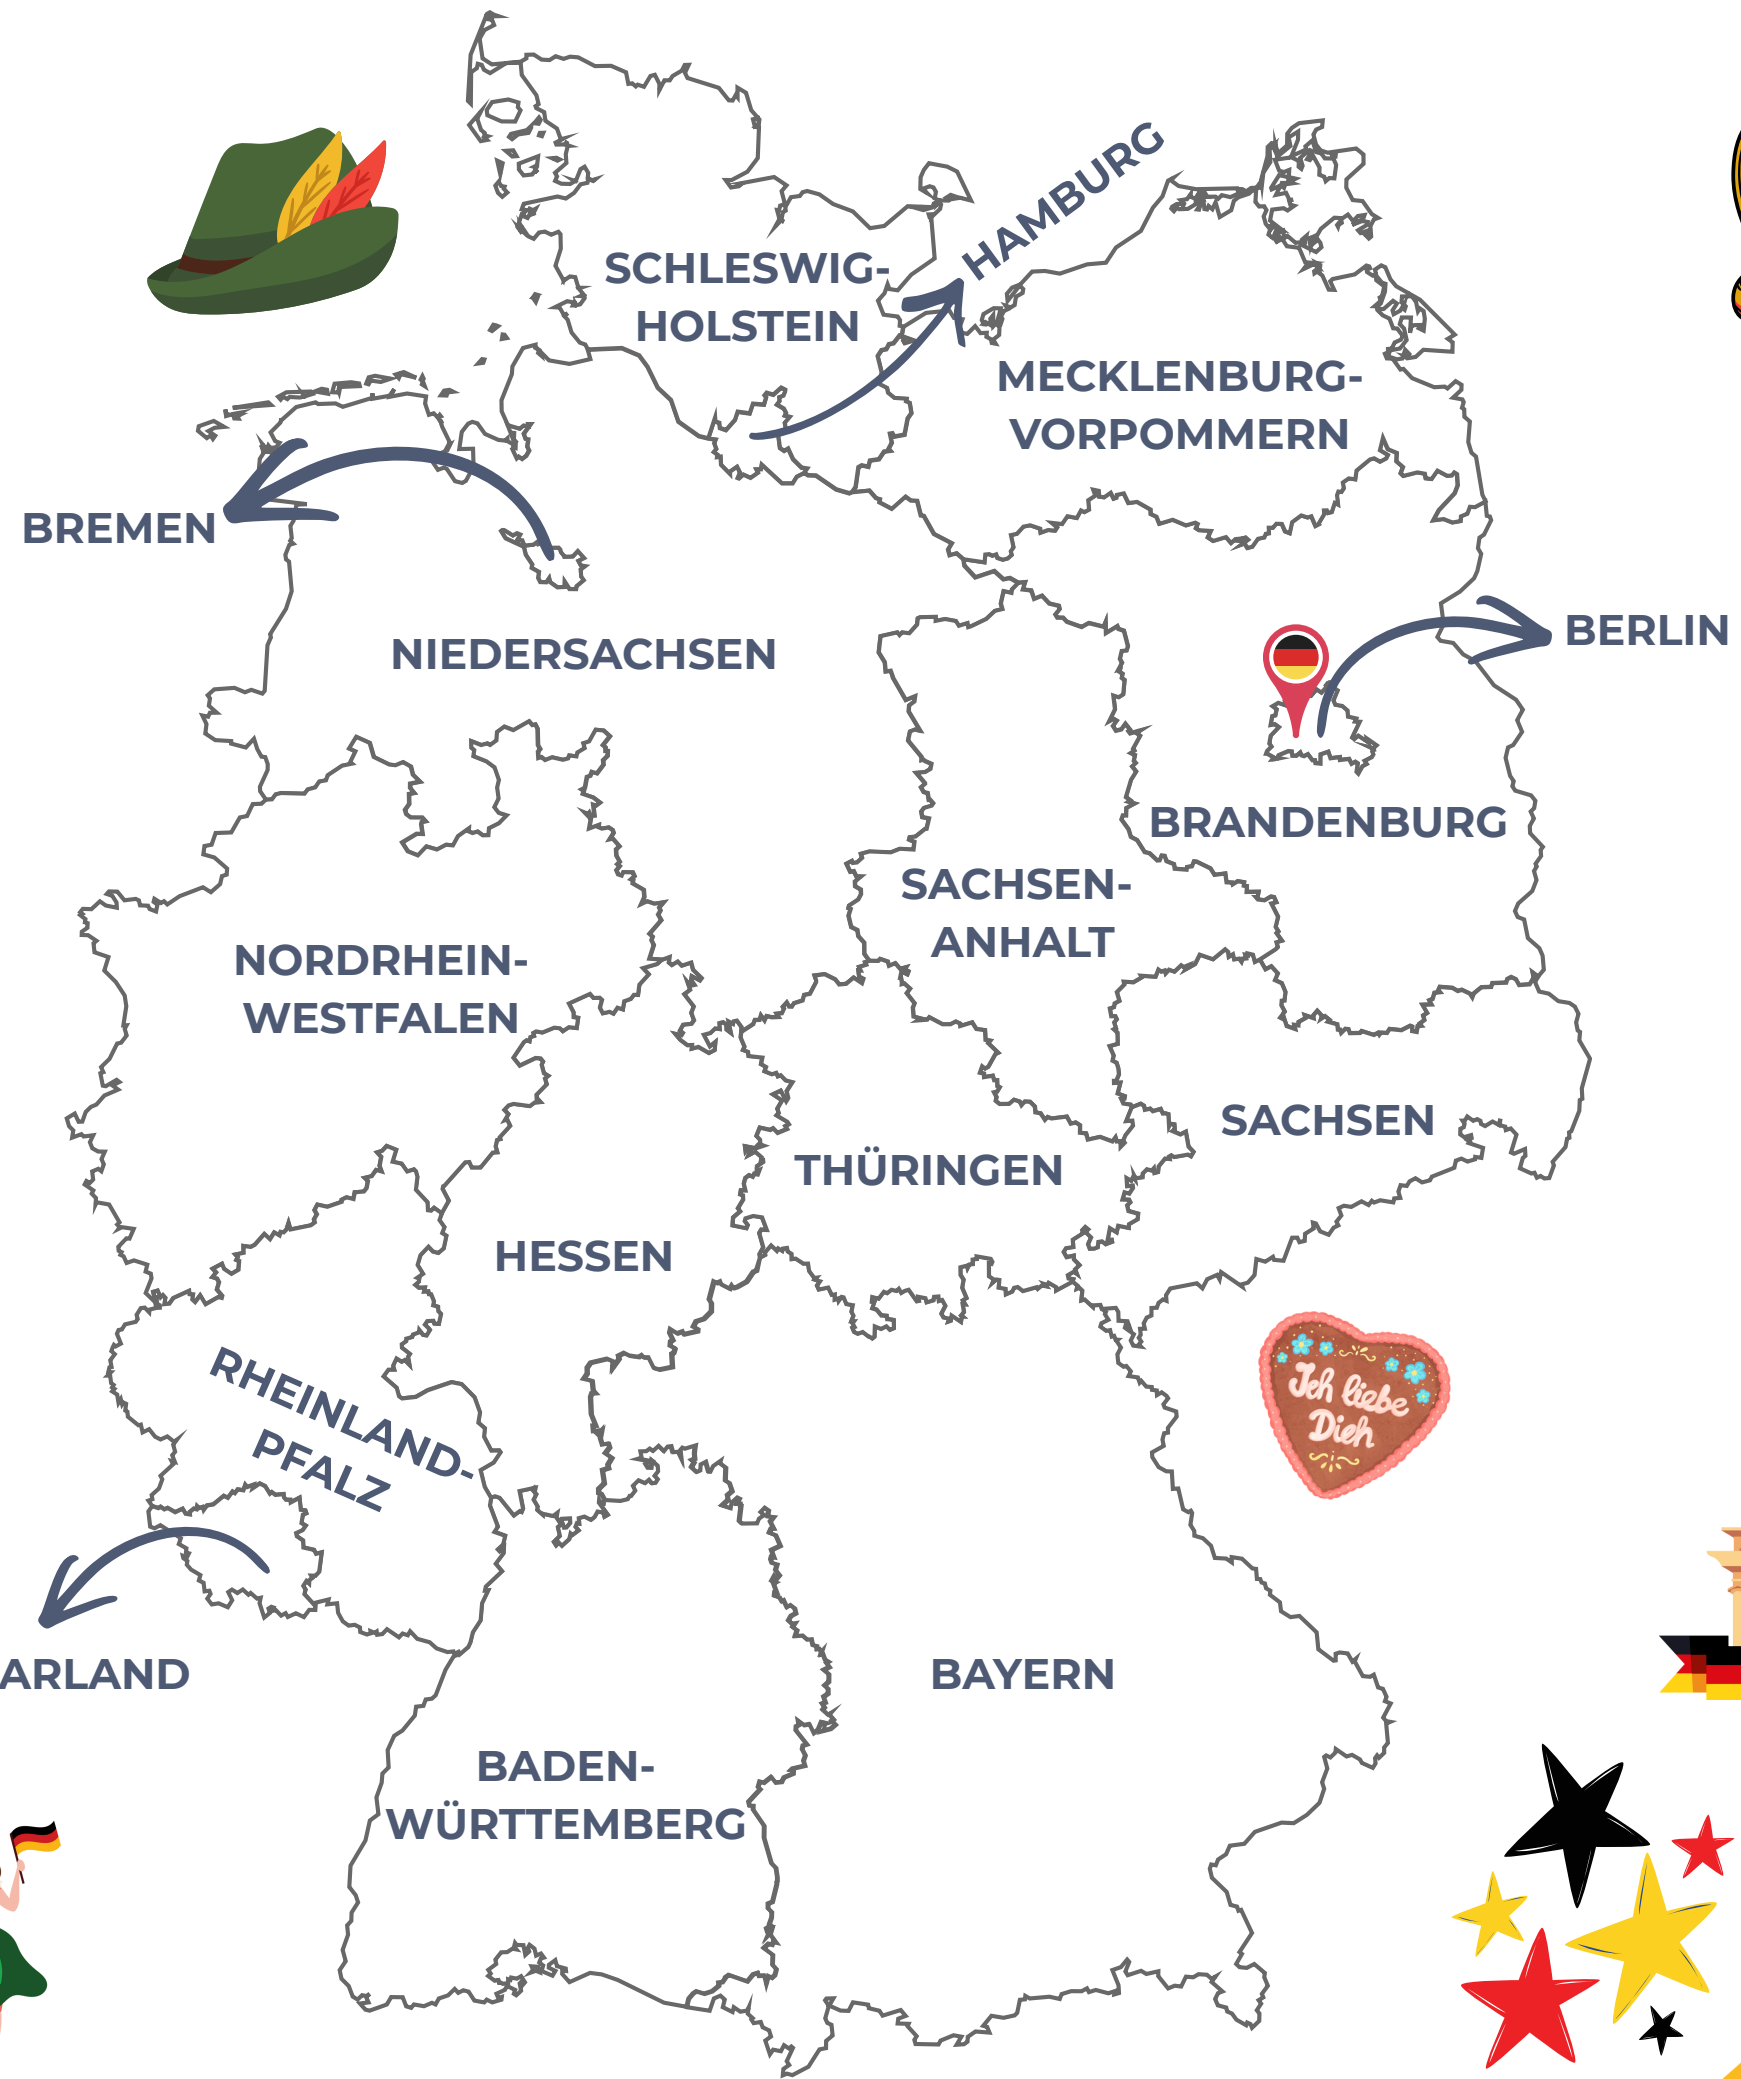 HAMBURG
SCHLESWIG-
HOLSTEIN
MECKLENBURG-
VORPOMMERN
BREMEN
BERLIN
NIEDERSACHSEN
BRANDENBURG
SACHSEN-
ANHALT
NORDRHEIN-
WESTFALEN
SACHSEN
THÜRINGEN
HESSEN
RHEINLAND-
PFALZ
Ich liebe
Dich
ARLAND
BAYERN
BADEN-
WÜRTTEMBERG